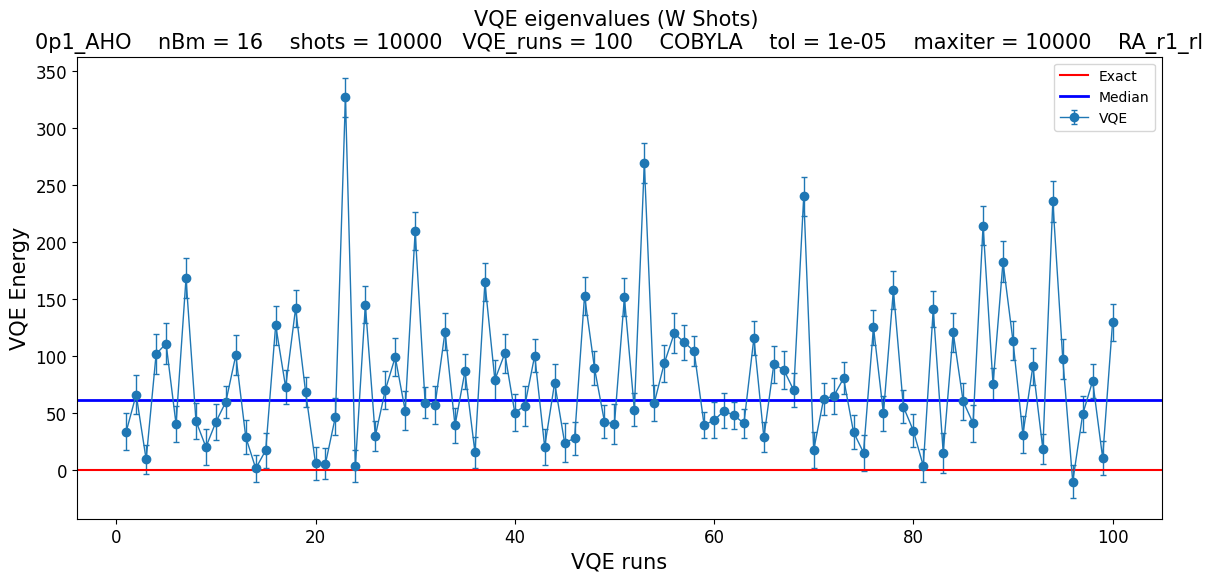 VQE eigenvalues (W Shots)
0p1_AHO    nBm = 16    shots = 10000   VQE_runs = 100    COBYLA    tol = 1e-05    maxiter = 10000    RA_r1_rl
Exact
Median
VQE
VQE Energy
350
300
250
200
150
100
50
0
0 20 40 60 80 100
VQE runs